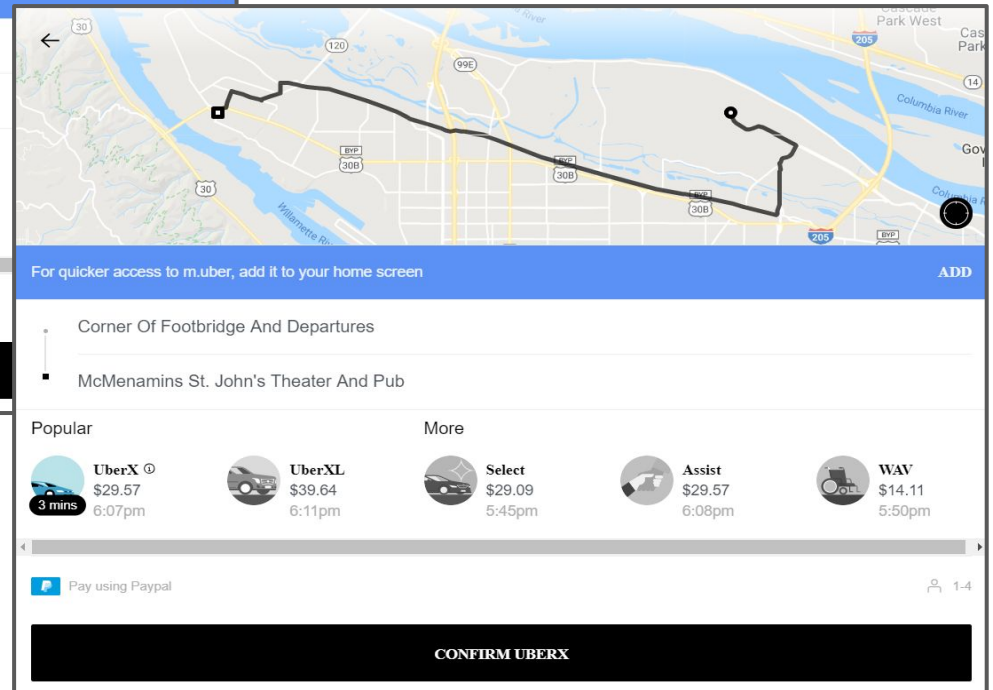 Cascade
Park West
30
120
205
Cas
Park
99E
14
Columbia River
BYP
30B
BYP
30B
Gov
30
BYP
30B
Willamette
205
BYP
For quicker access to m.uber, add it to your home screen
ADD
Corner Of Footbridge And Departures
McMenamins St. John's Theater And Pub
Popular
More
UberX
$29.57
6:07pm
3 mins
UberXL
$39.64
6:11pm
Select
$29.09
5:45pm
Assist
$29.57
6:08pm
WAV
$14.11
5:50pm
Pay using Paypal
1-4
CONFIRM UBERX